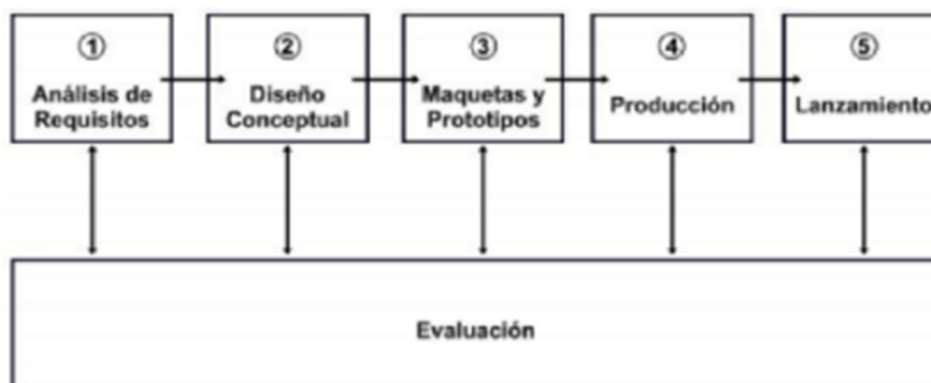 ①
Análisis de
Requisitos
②
Diseño
Conceptual
③
Maquetas y
Prototipos
④
Producción
⑤
Lanzamiento
Evaluación